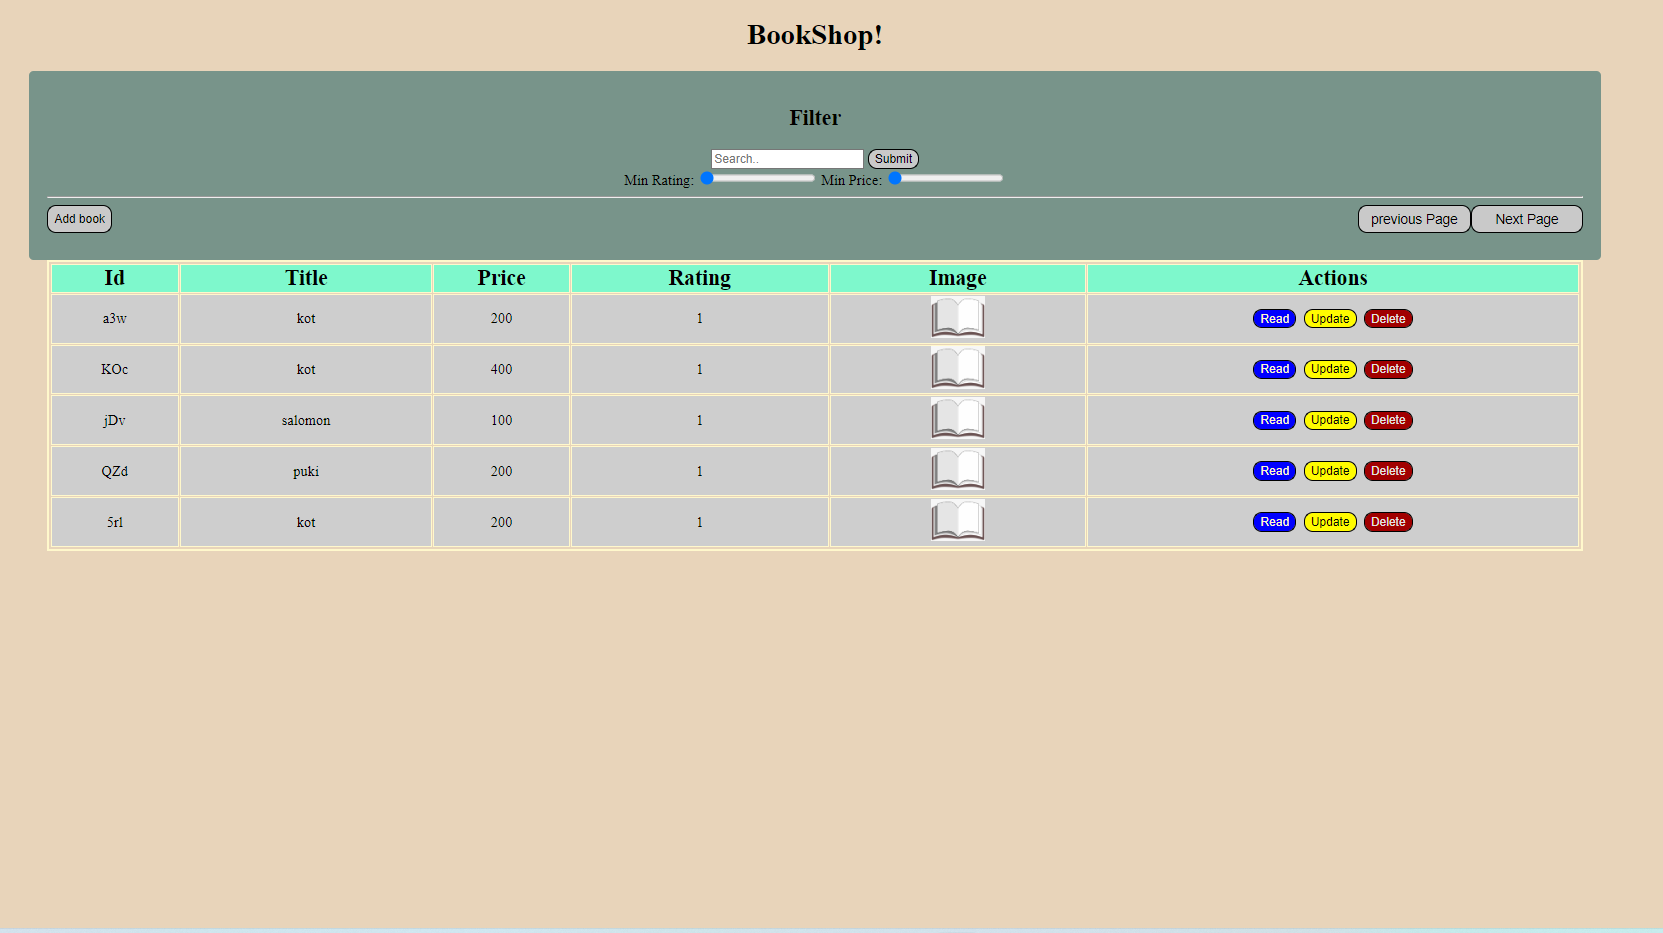 BookShop!
Filter
Search.. Submit
Min Rating: Min Price:
Add book previous Page Next Page
Id Title Price Rating Image Actions
a3w kot 200 1 Read Update Delete
KOc kot 400 1 Read Update Delete
jDv salomon 100 1 Read Update Delete
QZd puki 200 1 Read Update Delete
5rl kot 200 1 Read Update Delete